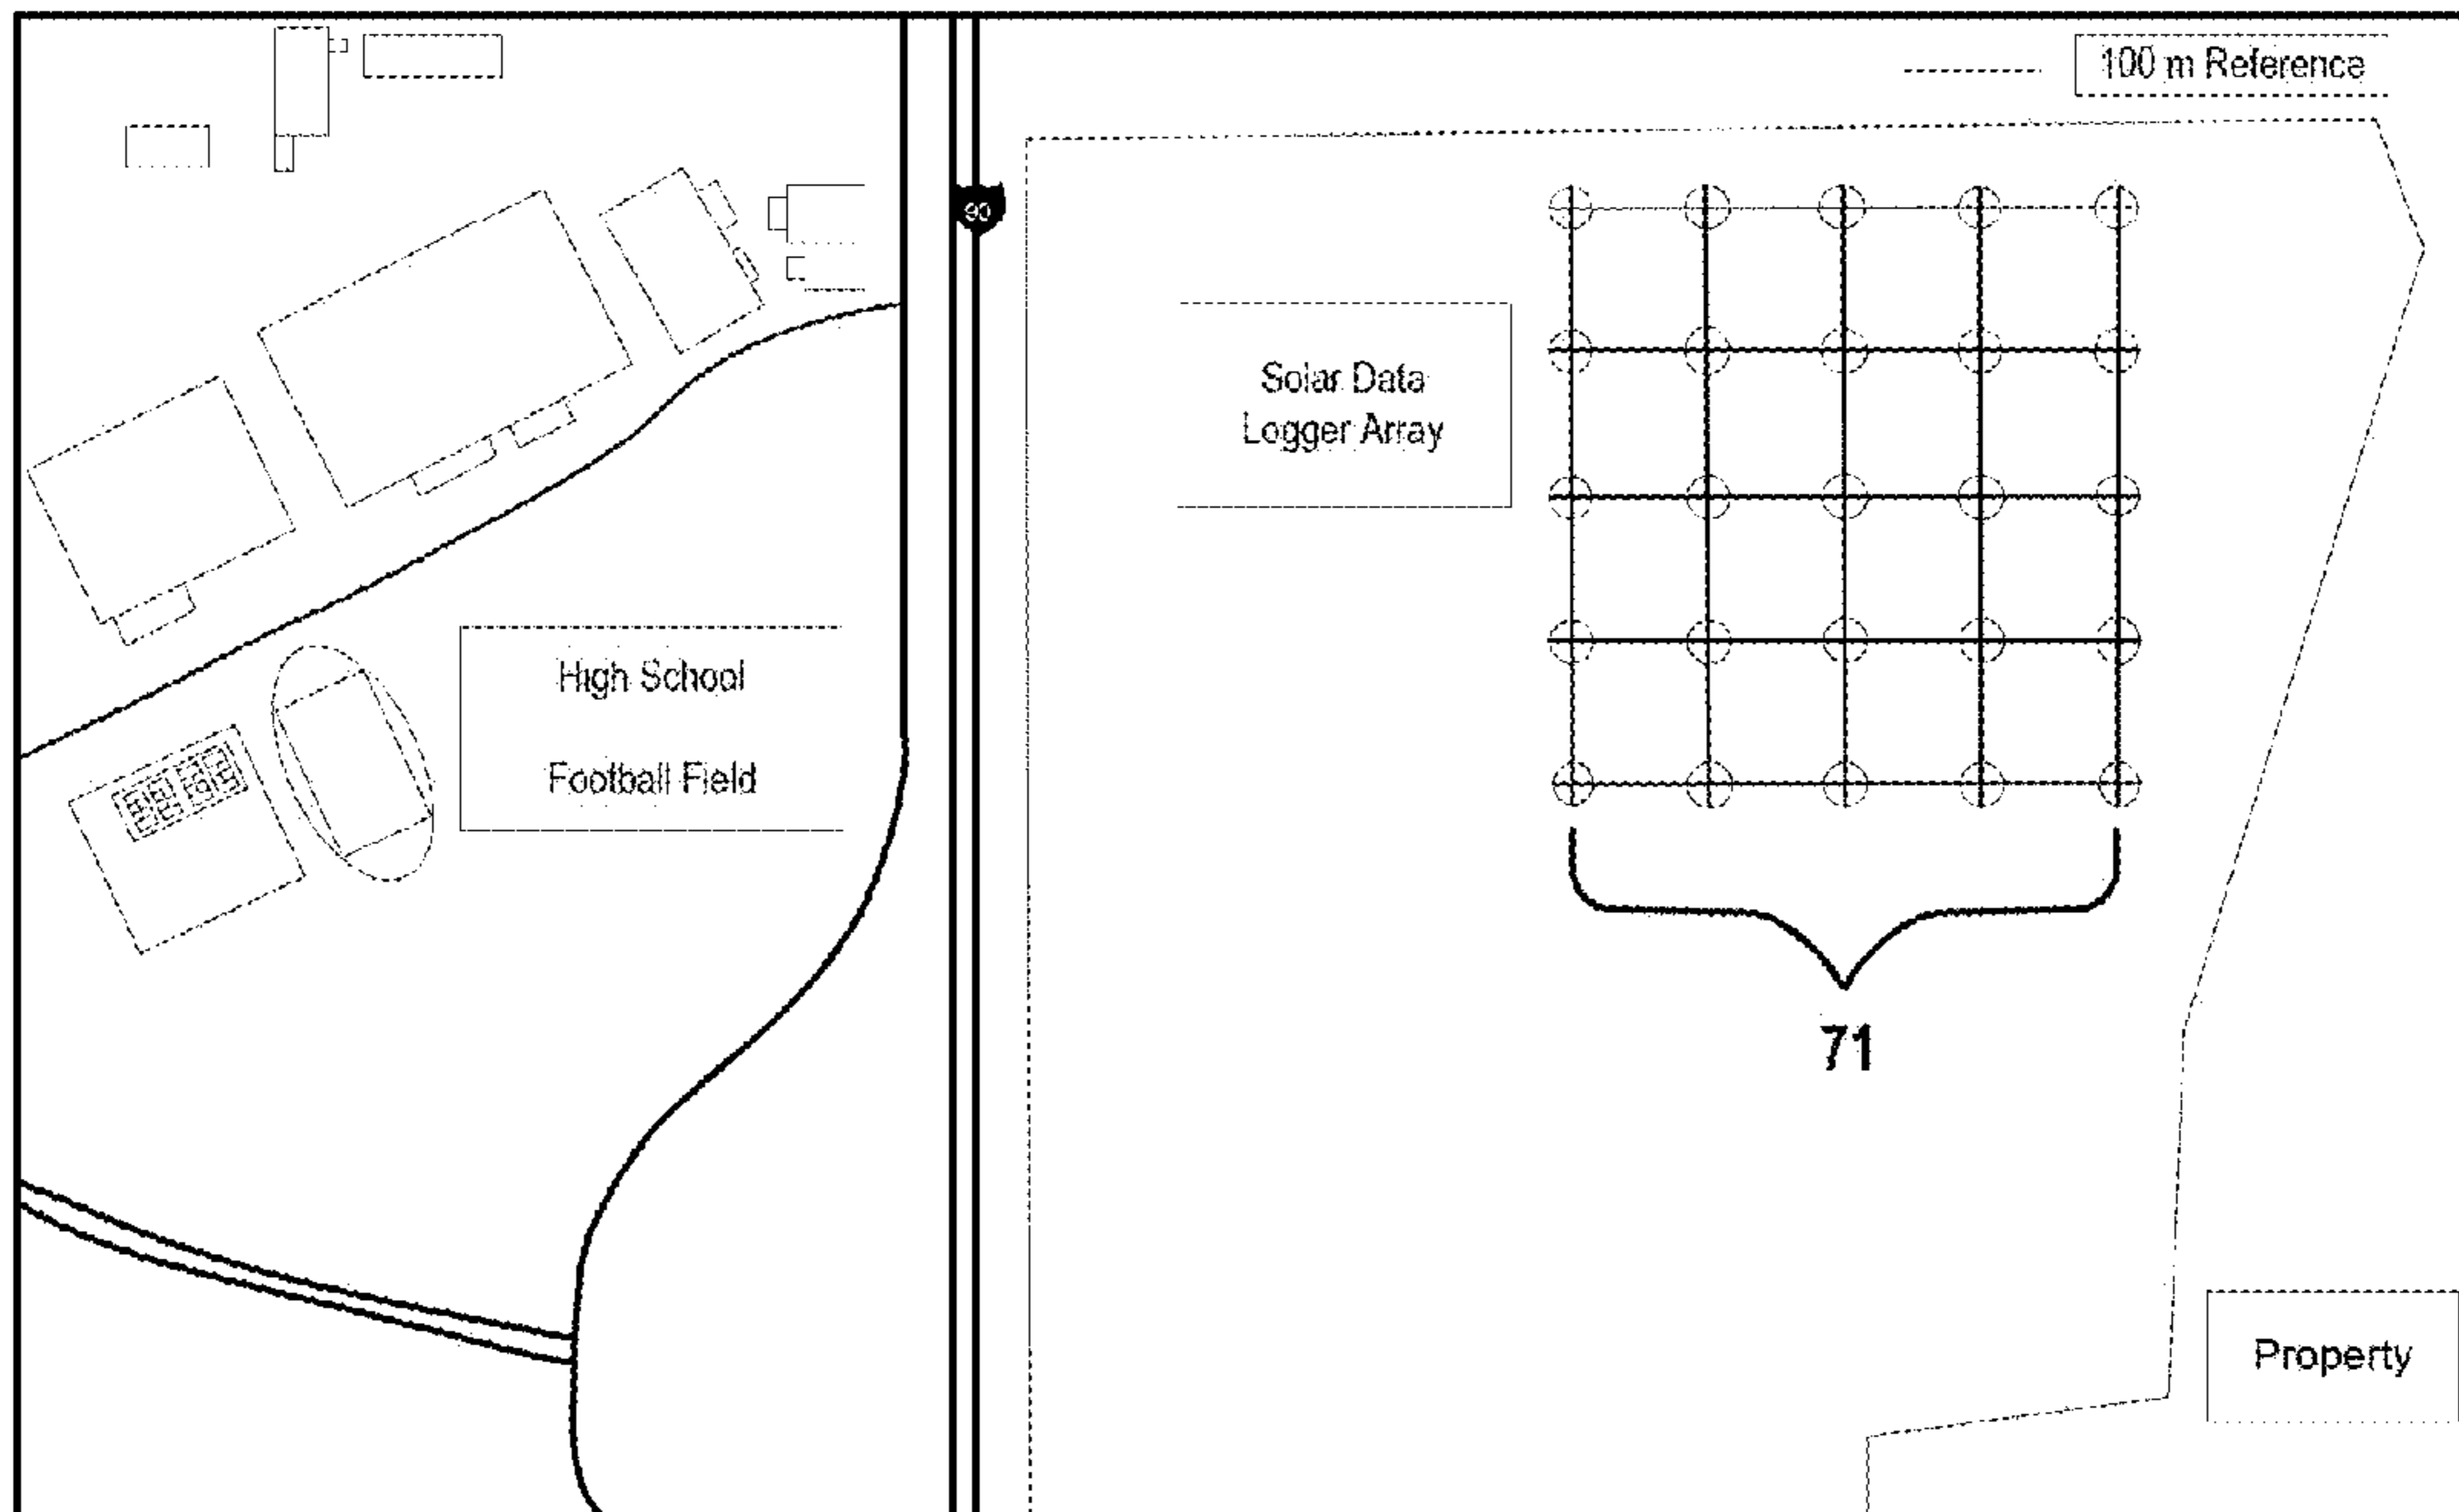 100 m Reference
90
Solar Data
Logger Array
High School
Football Field
71
Property